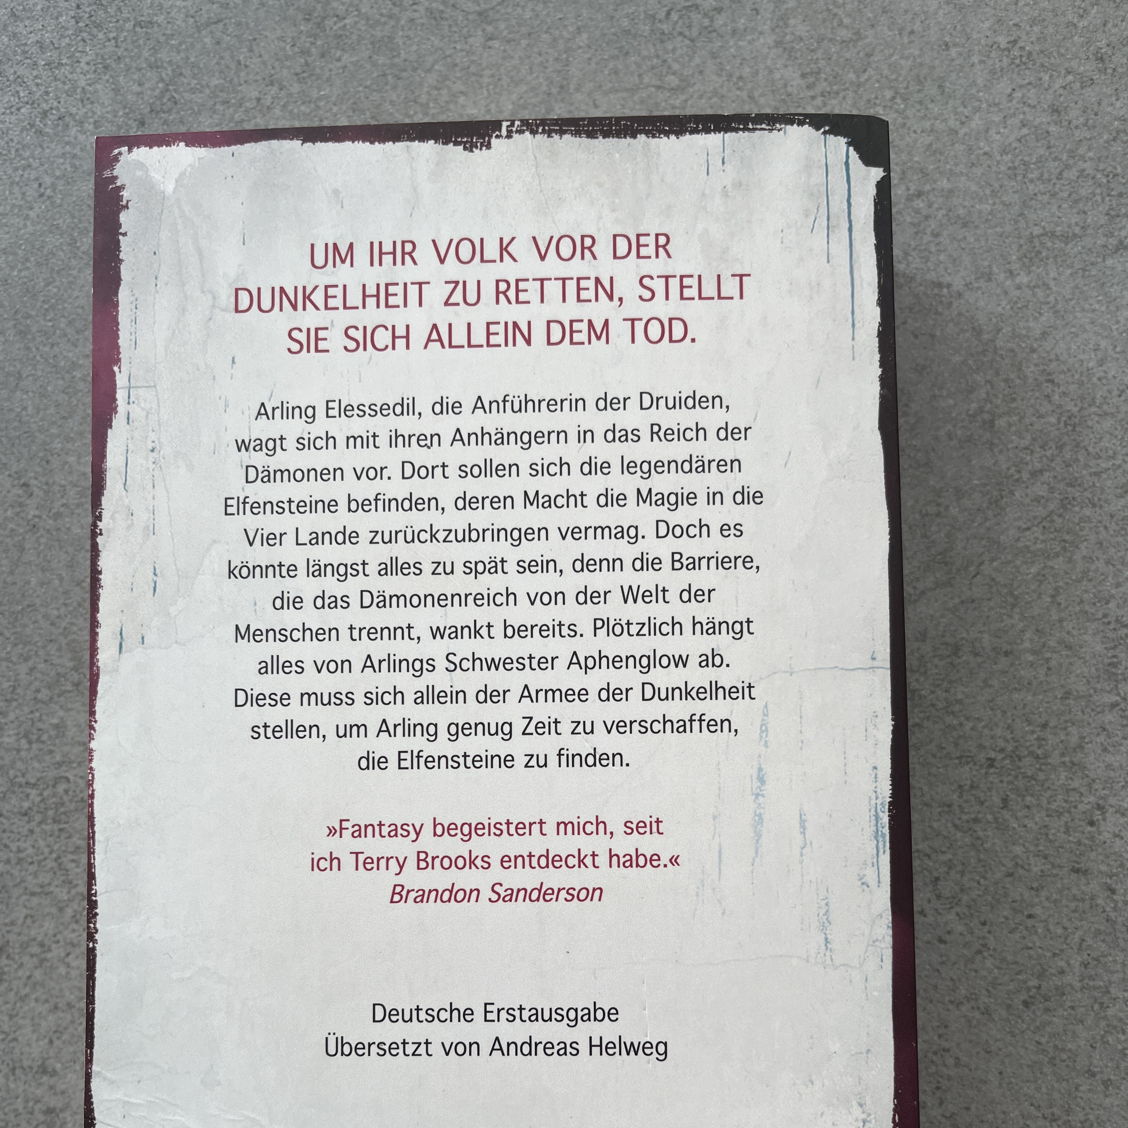 UM IHR VOLK VOR DER
DUNKELHEIT ZU RETTEN, STELLT
SIE SICH ALLEIN DEM TOD.
Arling Elessedil, die Anführerin der Druiden,
wagt sich mit ihren Anhängern in das Reich der
Dämonen vor. Dort sollen sich die legendären
Elfensteine befinden, deren Macht die Magie in die
Vier Lande zurückzubringen vermag. Doch es
könnte längst alles zu spät sein, denn die Barriere,
die das Dämonenreich von der Welt der
Menschen trennt, wankt bereits. Plötzlich hängt
alles von Arlings Schwester Aphenglow ab.
Diese muss sich allein der Armee der Dunkelheit
stellen, um Arling genug Zeit zu verschaffen,
die Elfensteine zu finden.
»Fantasy begeistert mich, seit
ich Terry Brooks entdeckt habe.«
Brandon Sanderson
Deutsche Erstausgabe
Übersetzt von Andreas Helweg